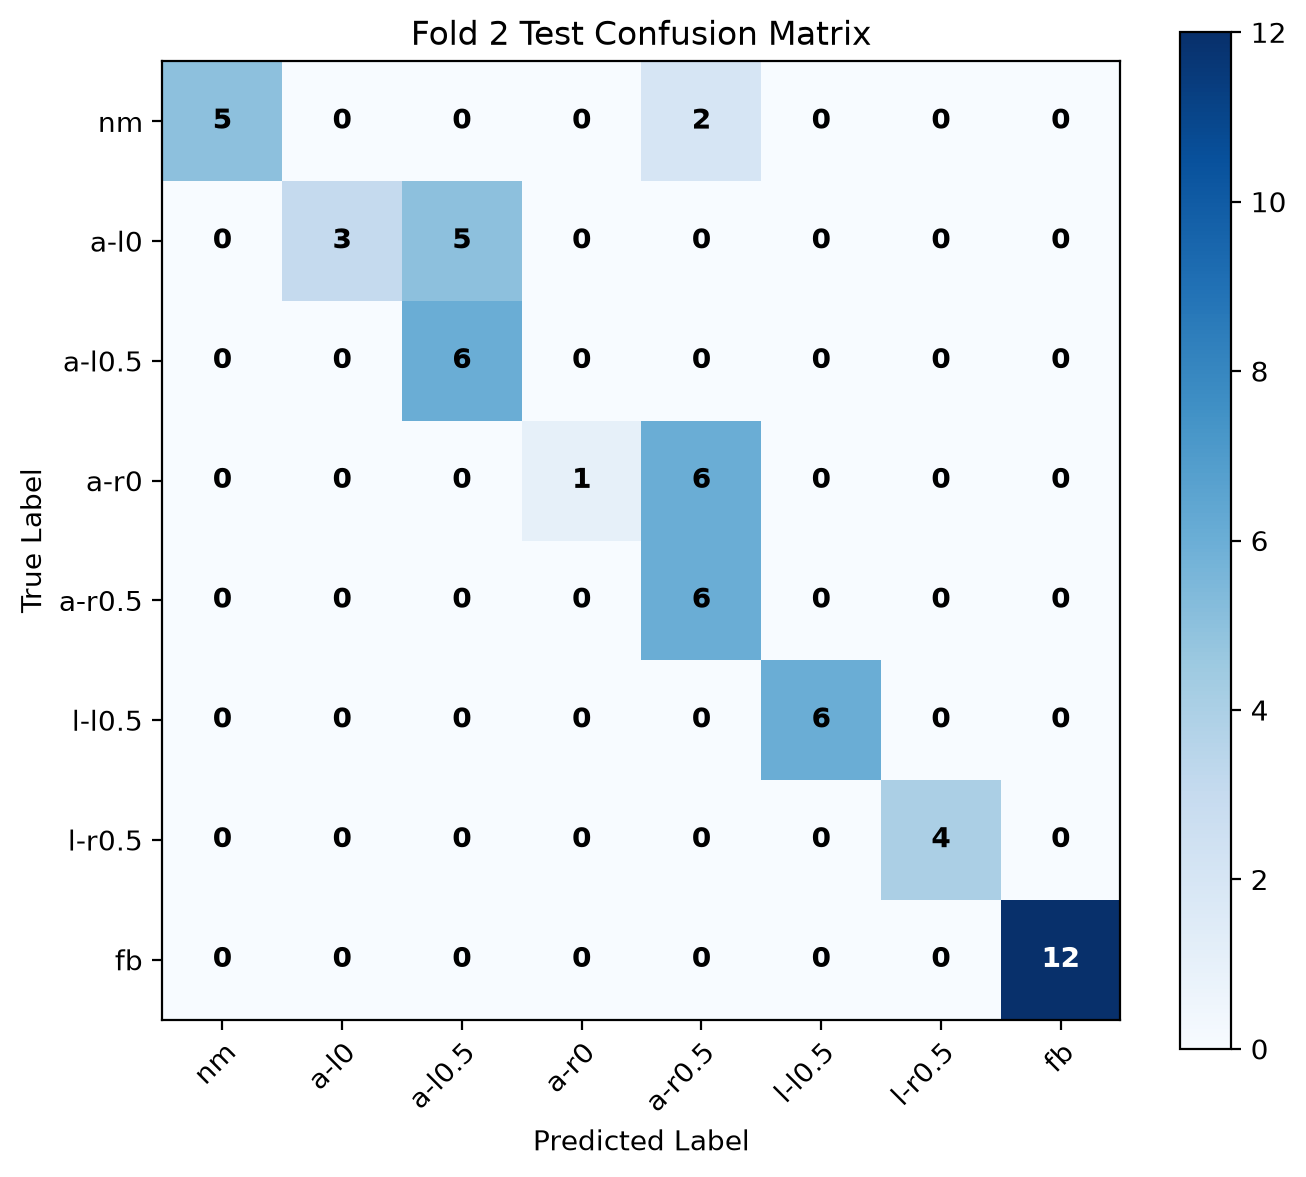 Fold 2 Test Confusion Matrix
nm 5 0 0 0 2 0 0 0
a-l0 0 3 5 0 0 0 0 0
a-l0.5 0 0 6 0 0 0 0 0
a-r0 0 0 0 1 6 0 0 0
a-r0.5 0 0 0 0 6 0 0 0
l-l0.5 0 0 0 0 0 6 0 0
l-r0.5 0 0 0 0 0 0 4 0
fb 0 0 0 0 0 0 0 12
nm a-l0 a-l0.5 a-r0 a-r0.5 l-l0.5 l-r0.5 fb
Predicted Label
True Label
12
10
8
6
4
2
0